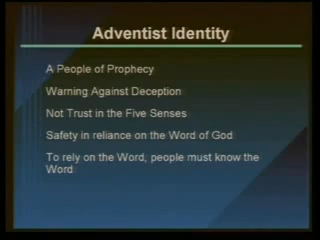 Adventist Identity
A People of Prophecy
Warning Against Deception
Not Trust in the Five Senses
Safety in reliance on the Word of God
To rely on the Word, people must know the
Word